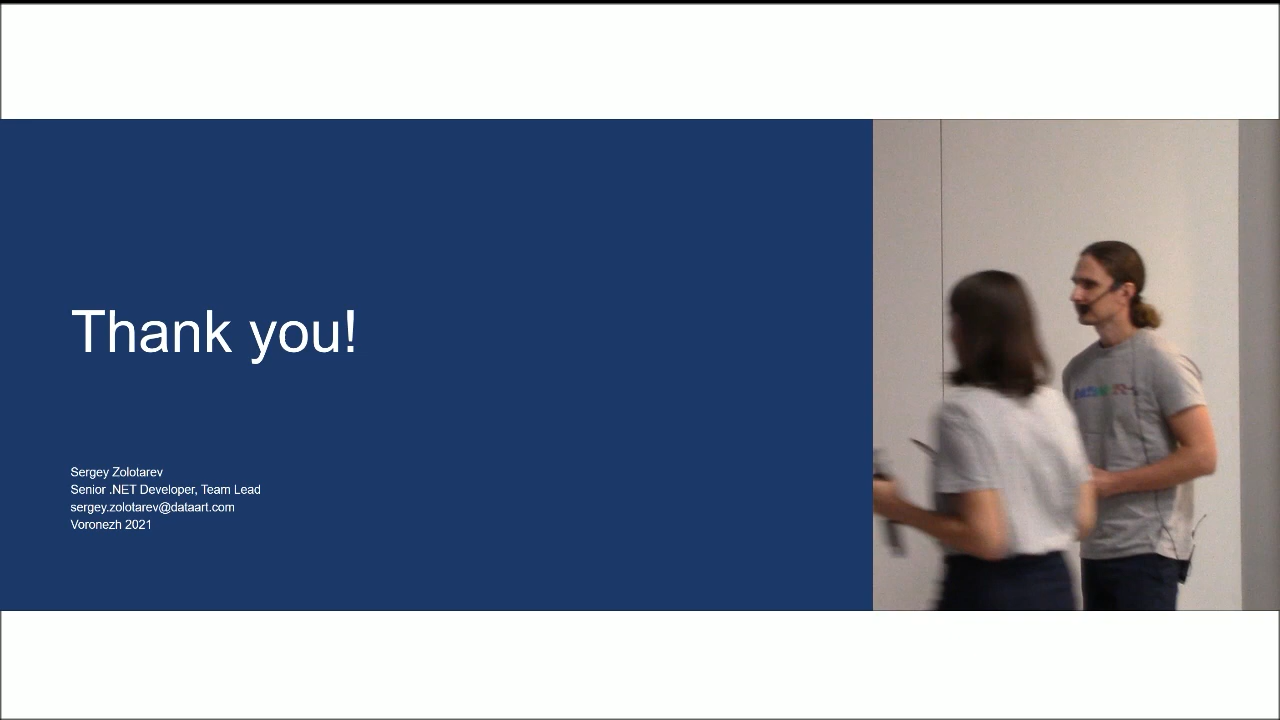 Thank you!
Sergey Zolotarev
Senior .NET Developer, Team Lead
sergey.zolotarev@dataart.com
Voronezh 2021